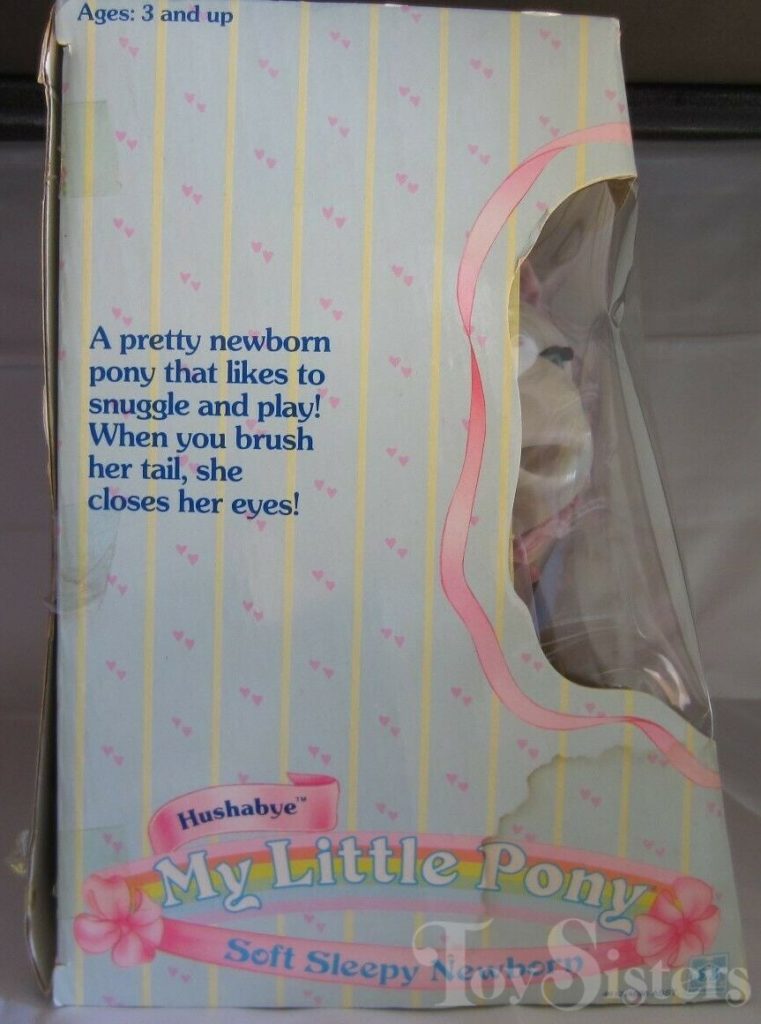 Ages: 3 and up
A pretty newborn
pony that likes to
snuggle and play!
When you brush
her tail, she
closes her eyes!
Hushabye™
My Little Pony
Soft Sleepy Newborn
ToySisters